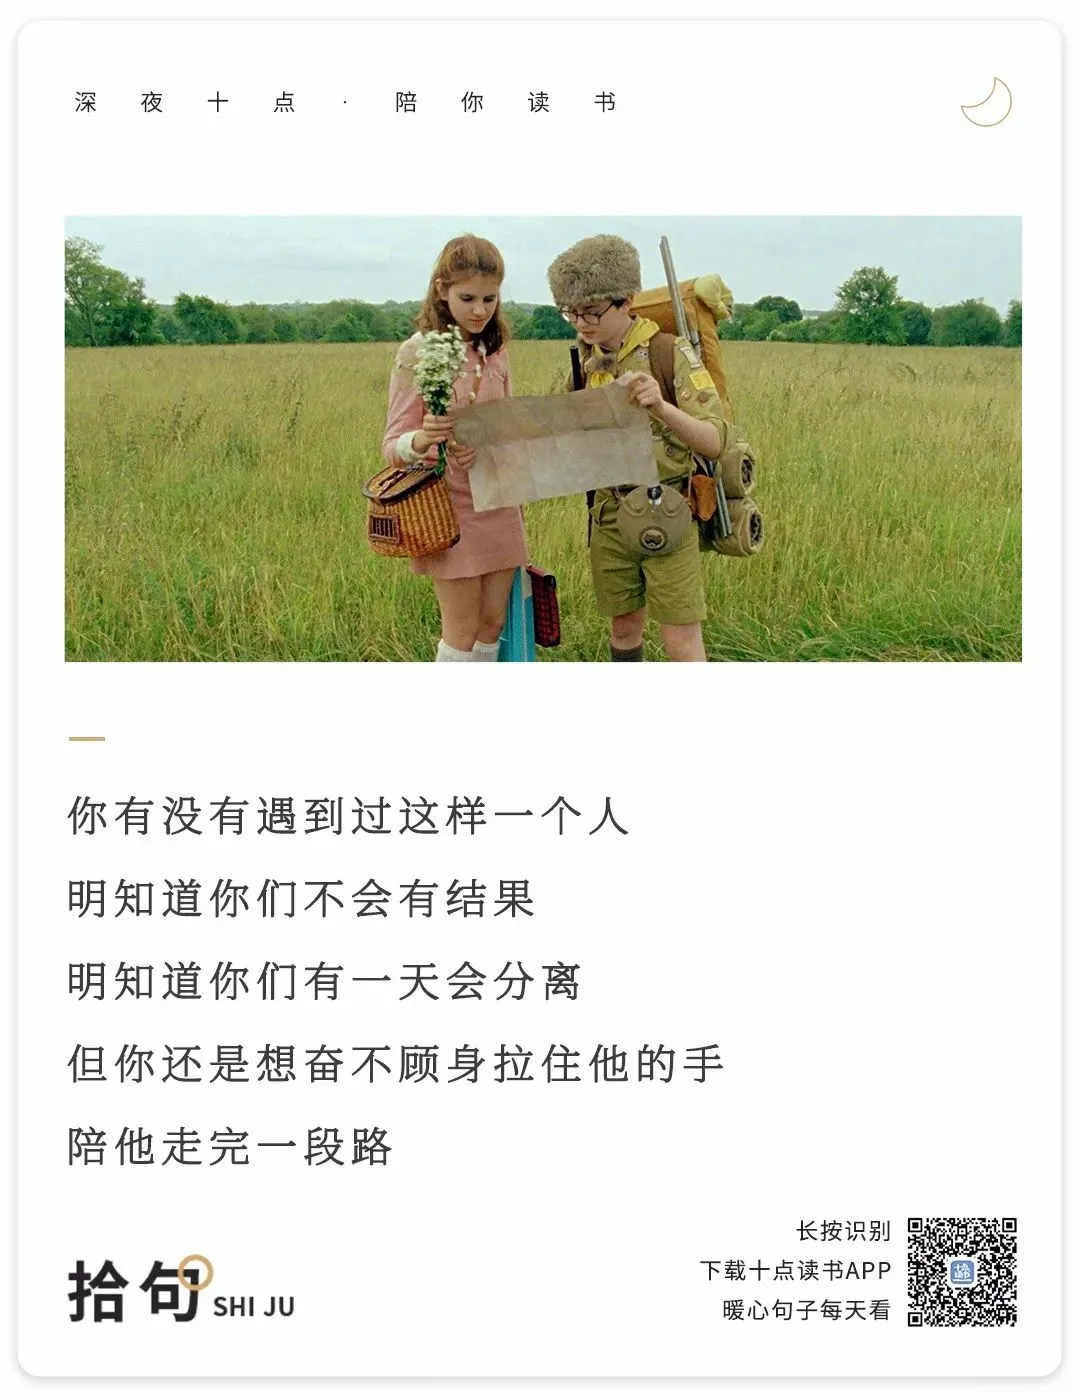 深夜十点·陪你读书
你有没有遇到过这样一个人
明知道你们不会有结果
明知道你们有一天会分离
但你还是想奋不顾身拉住他的手
陪他走完一段路
拾句 SHI JU
长按识别
下载十点读书APP
暖心句子每天看
十点
读书